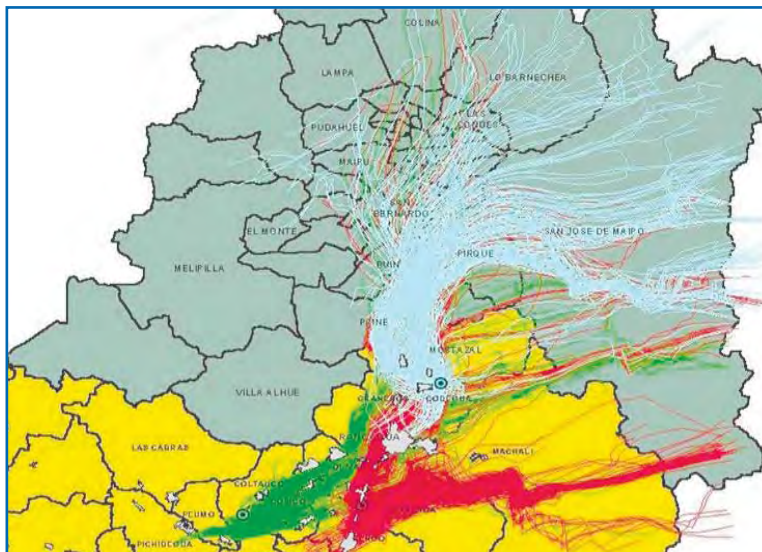 COLINA
LAMPA
LO BARNECHEA
PUDAHUEL
LAS CONDES
MAIPU
SAN BERNARDO
EL MONTE
SAN JOSE DE MAIPO
BUIN
PIRQUE
MELIPILLA
PAINE
MOSTAZAL
VILLA ALHUE
GRANEROS
CODEGUA
RANCAGUA
LAS CABRAS
MACHALI
COLTAUCO
PEUMO
PICHIDEGUA